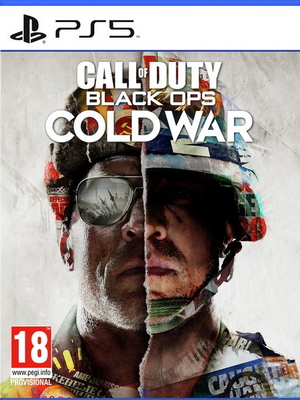 PS5
CALL OF DUTY
BLACK OPS
COLD WAR
18
www.pegi.info
PROVISIONAL